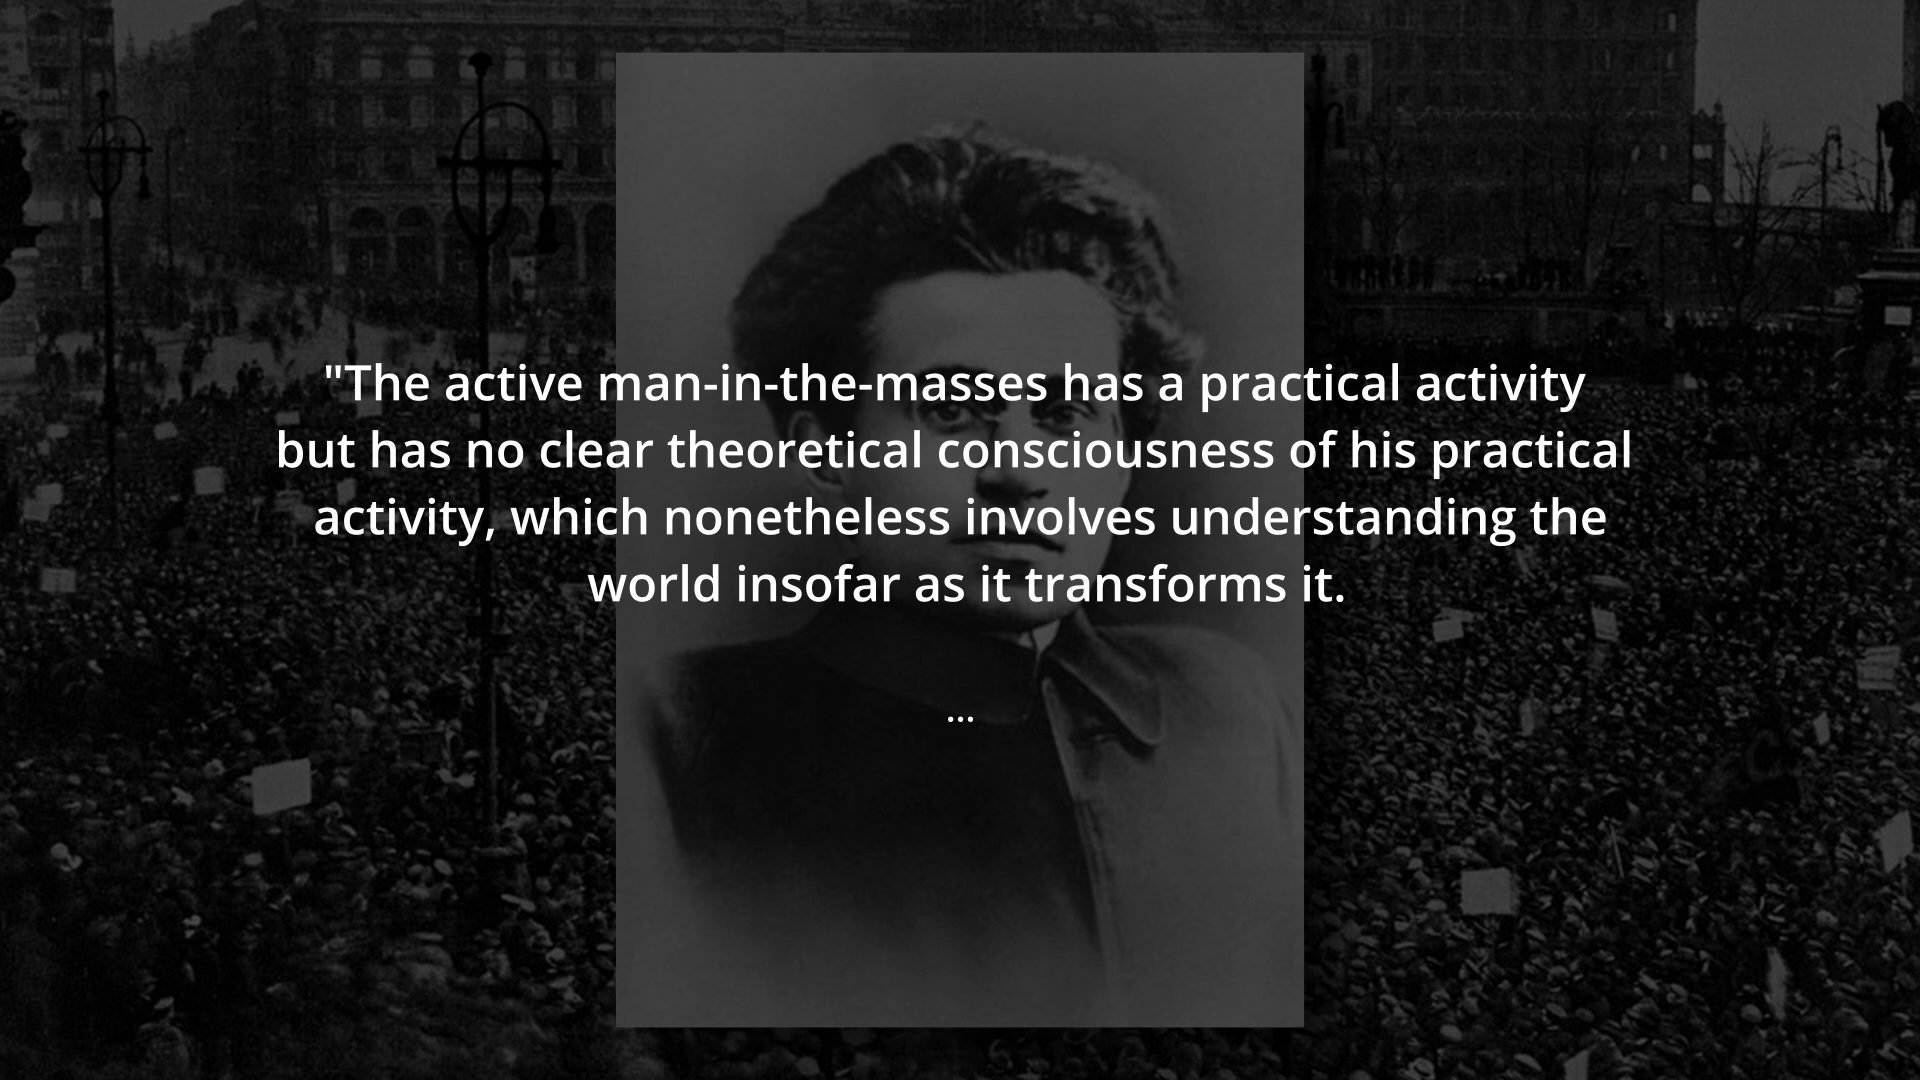 "The active man-in-the-masses has a practical activity
but has no clear theoretical consciousness of his practical
activity, which nonetheless involves understanding the
world insofar as it transforms it.
...